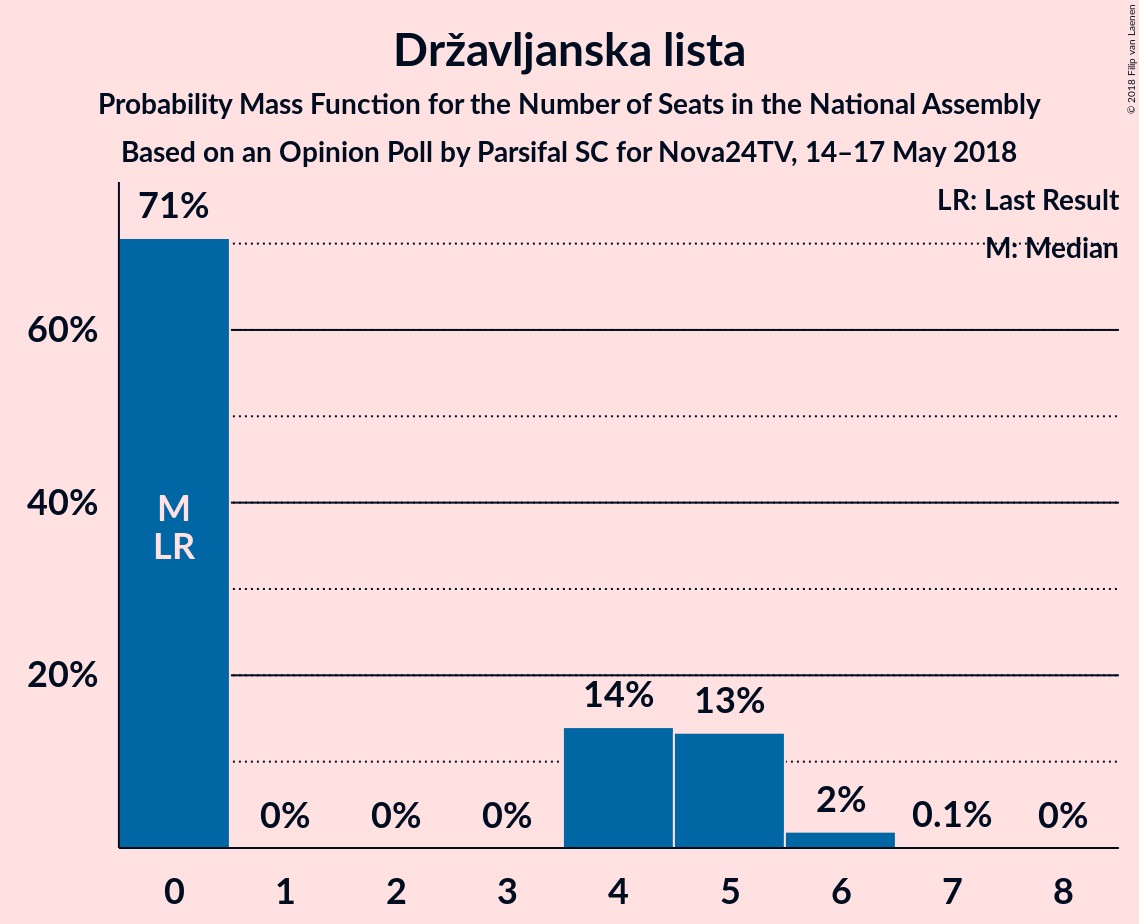 Državljanska lista
Probability Mass Function for the Number of Seats in the National Assembly
Based on an Opinion Poll by Parsifal SC for Nova24TV, 14–17 May 2018
© 2018 Filip van Laenen
LR: Last Result
M: Median
71%
60%
40%
20%
M
LR
0%
0%
0%
14%
13%
2%
0.1%
0%
0 1 2 3 4 5 6 7 8